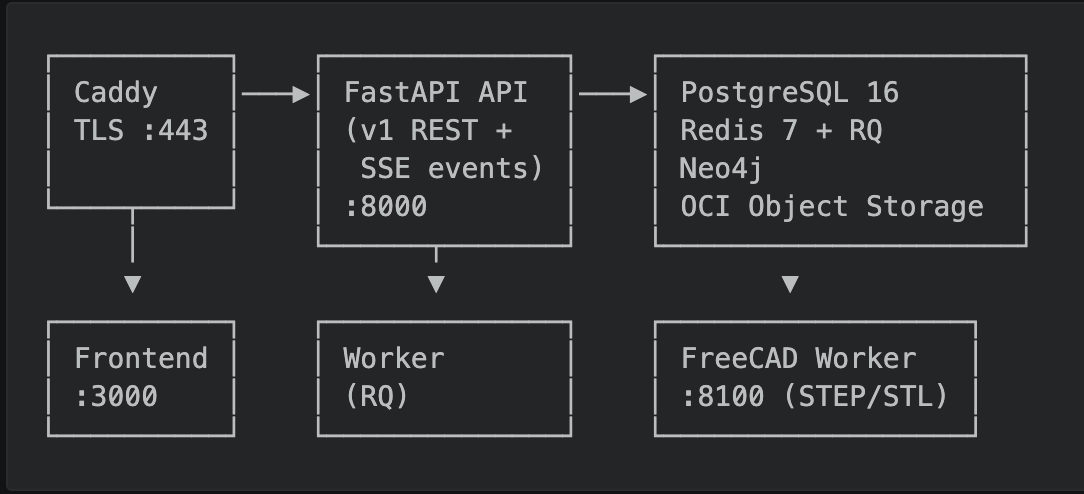 Caddy
TLS :443
FastAPI API
(v1 REST +
SSE events)
:8000
PostgreSQL 16
Redis 7 + RQ
Neo4j
OCI Object Storage
Frontend
:3000
Worker
(RQ)
FreeCAD Worker
:8100 (STEP/STL)